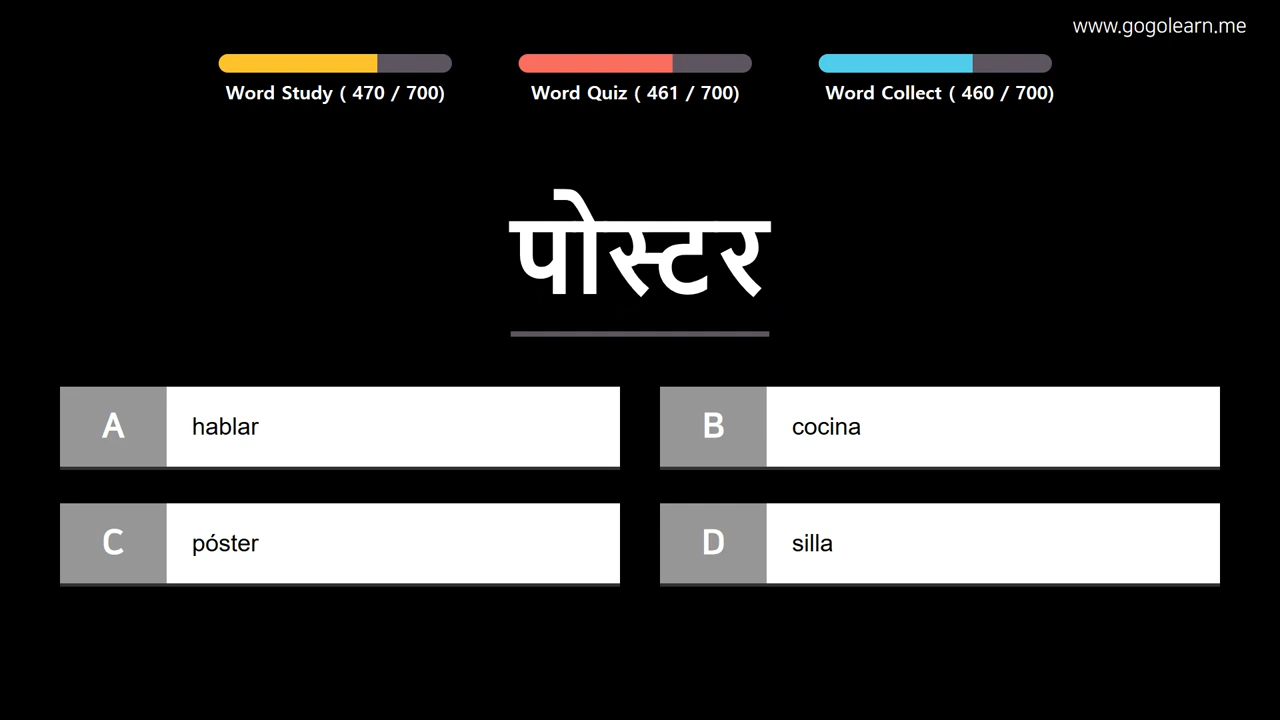 www.gogolearn.me
Word Study ( 470 / 700)
Word Quiz ( 461 / 700)
Word Collect ( 460 / 700)
पोस्टर
A hablar
B cocina
C póster
D silla